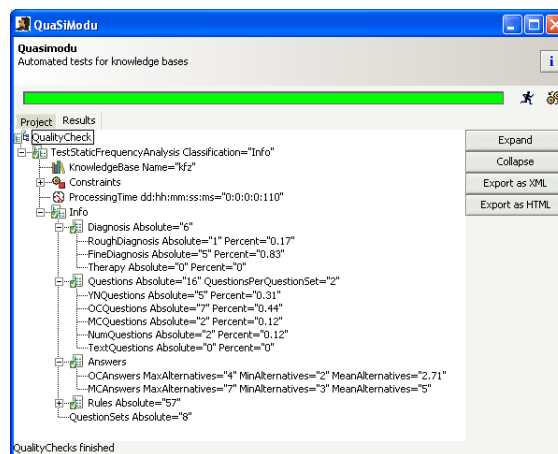 QuaSiModu
Quasimodu
Automated tests for knowledge bases
i
Project Results
QualityCheck
TestStaticFrequencyAnalysis Classification="Info"
KnowledgeBase Name="kfz"
Constraints
ProcessingTime dd:hh:mm:ss:ms="0:0:0:0:110"
Info
Diagnosis Absolute="6"
RoughDiagnosis Absolute="1" Percent="0.17"
FineDiagnosis Absolute="5" Percent="0.83"
Therapy Absolute="0" Percent="0"
Questions Absolute="16" QuestionsPerQuestionSet="2"
YNQuestions Absolute="5" Percent="0.31"
OCQuestions Absolute="7" Percent="0.44"
MCQuestions Absolute="2" Percent="0.12"
NumQuestions Absolute="2" Percent="0.12"
TextQuestions Absolute="0" Percent="0"
Answers
OCAnswers MaxAlternatives="4" MinAlternatives="2" MeanAlternatives="2.71"
MCAnswers MaxAlternatives="7" MinAlternatives="3" MeanAlternatives="5"
Rules Absolute="57"
QuestionSets Absolute="8"
Expand
Collapse
Export as XML
Export as HTML
QualityChecks finished